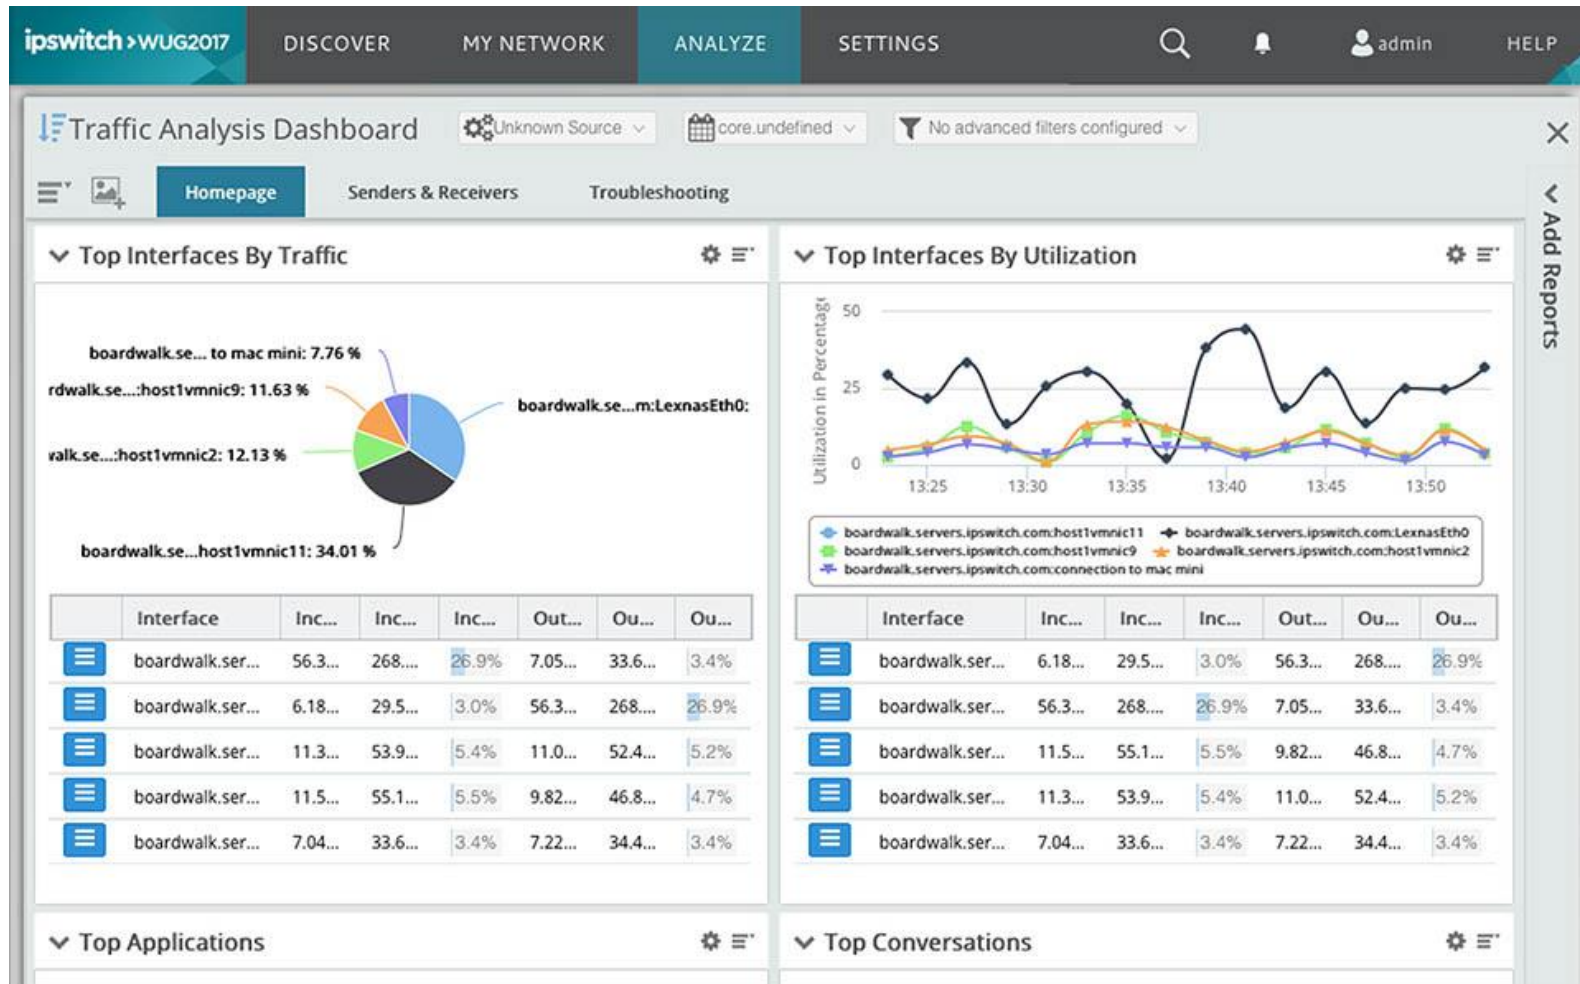 ipswitch >WUG2017 DISCOVER MY NETWORK ANALYZE SETTINGS admin HELP
Traffic Analysis Dashboard Unknown Source core.undefined No advanced filters configured
Homepage Senders & Receivers Troubleshooting
Add Reports
Top Interfaces By Traffic
boardwalk.se... to mac mini: 7.76 %
rdwalk.se...:host1vmnic9: 11.63 %
boardwalk.se...m:LexnasEth0:
valk.se...:host1vmnic2: 12.13 %
boardwalk.se...host1vmnic11: 34.01 %
Interface Inc... Inc... Inc... Out... Ou... Ou...
boardwalk.ser... 56.3... 268.... 26.9% 7.05... 33.6... 3.4%
boardwalk.ser... 6.18... 29.5... 3.0% 56.3... 268.... 26.9%
boardwalk.ser... 11.3... 53.9... 5.4% 11.0... 52.4... 5.2%
boardwalk.ser... 11.5... 55.1... 5.5% 9.82... 46.8... 4.7%
boardwalk.ser... 7.04... 33.6... 3.4% 7.22... 34.4... 3.4%
Top Interfaces By Utilization
Utilization in Percentage
50
25
0
13:25 13:30 13:35 13:40 13:45 13:50
boardwalk.servers.ipswitch.com:host1vmnic11 boardwalk.servers.ipswitch.com:LexnasEth0
boardwalk.servers.ipswitch.com:host1vmnic9 boardwalk.servers.ipswitch.com:host1vmnic2
boardwalk.servers.ipswitch.com:connection to mac mini
Interface Inc... Inc... Inc... Out... Ou... Ou...
boardwalk.ser... 6.18... 29.5... 3.0% 56.3... 268.... 26.9%
boardwalk.ser... 56.3... 268.... 26.9% 7.05... 33.6... 3.4%
boardwalk.ser... 11.5... 55.1... 5.5% 9.82... 46.8... 4.7%
boardwalk.ser... 11.3... 53.9... 5.4% 11.0... 52.4... 5.2%
boardwalk.ser... 7.04... 33.6... 3.4% 7.22... 34.4... 3.4%
Top Applications
Top Conversations